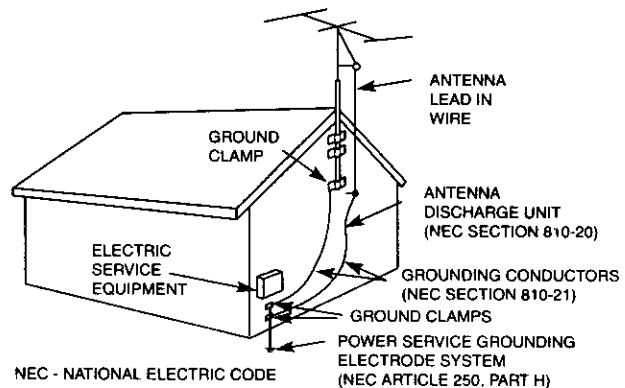 ANTENNA
LEAD IN
WIRE
GROUND
CLAMP
ANTENNA
DISCHARGE UNIT
(NEC SECTION 810-20)
ELECTRIC
SERVICE
EQUIPMENT
GROUNDING CONDUCTORS
(NEC SECTION 810-21)
GROUND CLAMPS
POWER SERVICE GROUNDING
ELECTRODE SYSTEM
(NEC ARTICLE 250, PART H)
NEC - NATIONAL ELECTRIC CODE